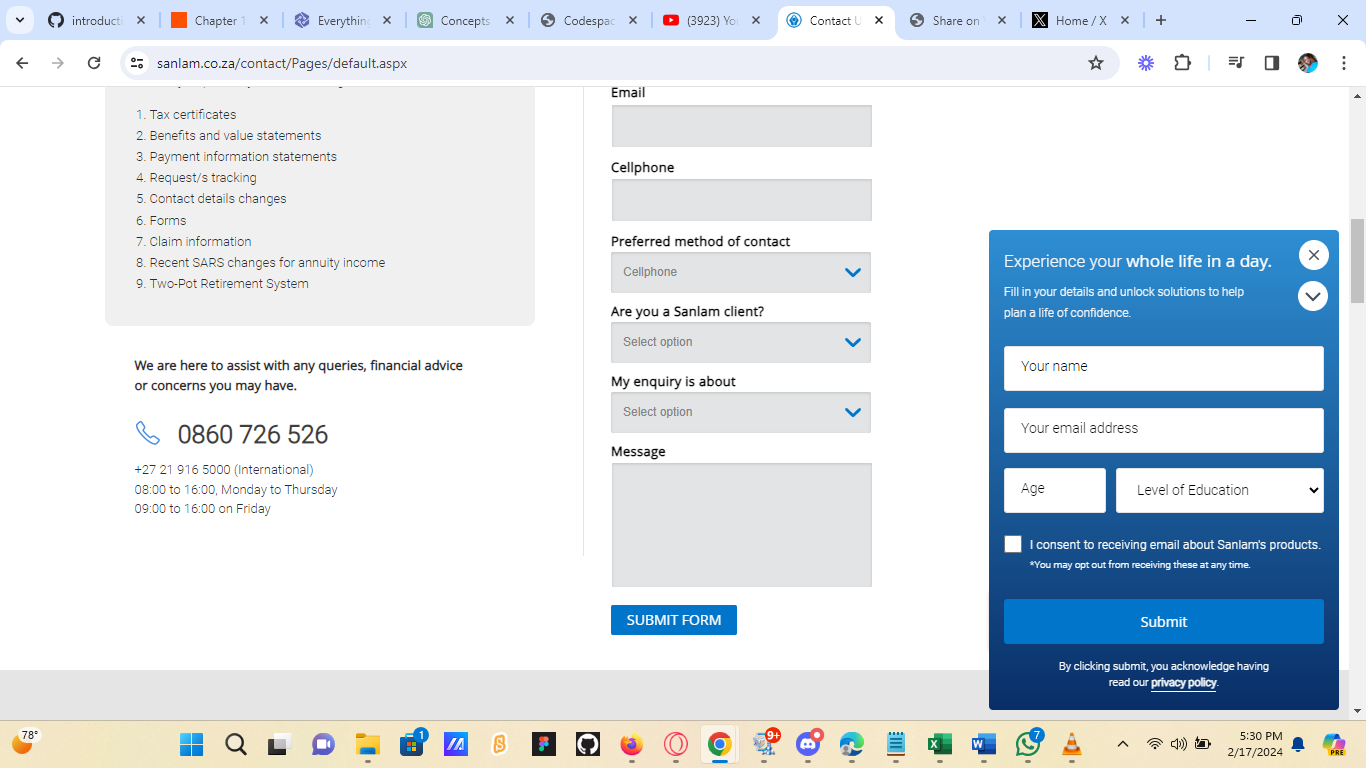 introducti
Chapter 1
Everything
Concepts
Codespac
(3923) Yo
Contact U
Share on
Home / X
sanlam.co.za/contact/Pages/default.aspx
1. Tax certificates
2. Benefits and value statements
3. Payment information statements
4. Request/s tracking
5. Contact details changes
6. Forms
7. Claim information
8. Recent SARS changes for annuity income
9. Two-Pot Retirement System
We are here to assist with any queries, financial advice
or concerns you may have.
0860 726 526
+27 21 916 5000 (International)
08:00 to 16:00, Monday to Thursday
09:00 to 16:00 on Friday
Email
Cellphone
Preferred method of contact
Cellphone
Are you a Sanlam client?
Select option
My enquiry is about
Select option
Message
SUBMIT FORM
Experience your whole life in a day.
Fill in your details and unlock solutions to help
plan a life of confidence.
Your name
Your email address
Age
Level of Education
I consent to receiving email about Sanlam's products.
*You may opt out from receiving these at any time.
Submit
By clicking submit, you acknowledge having
read our privacy policy.
78°
1
9+
7
5:30 PM
2/17/2024
PRE